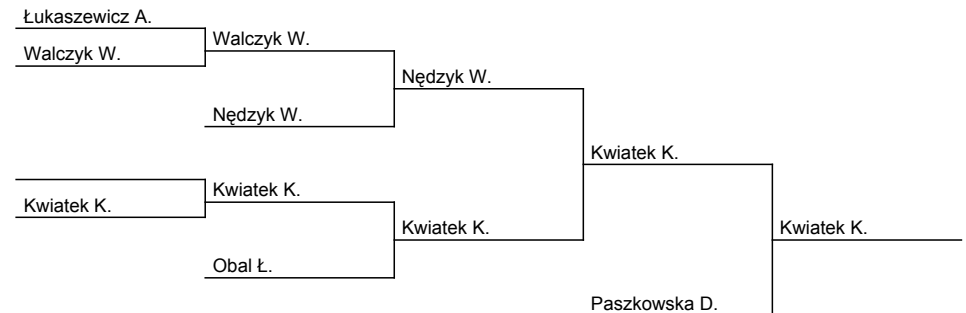 Łukaszewicz A.
Walczyk W.
Walczyk W.
Nędzyk W.
Nędzyk W.
Kwiatek K.
Kwiatek K.
Kwiatek K.
Kwiatek K.
Kwiatek K.
Obal Ł.
Paszkowska D.